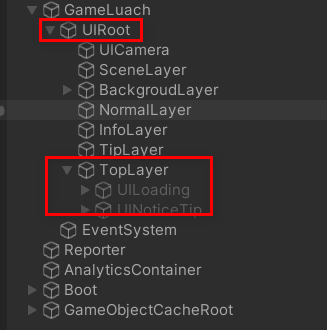 GameLuach
UIRoot
UICamera
SceneLayer
BackgroudLayer
NormalLayer
InfoLayer
TipLayer
TopLayer
UILoading
UINoticeTip
EventSystem
Reporter
AnalyticsContainer
Boot
GameObjectCacheRoot